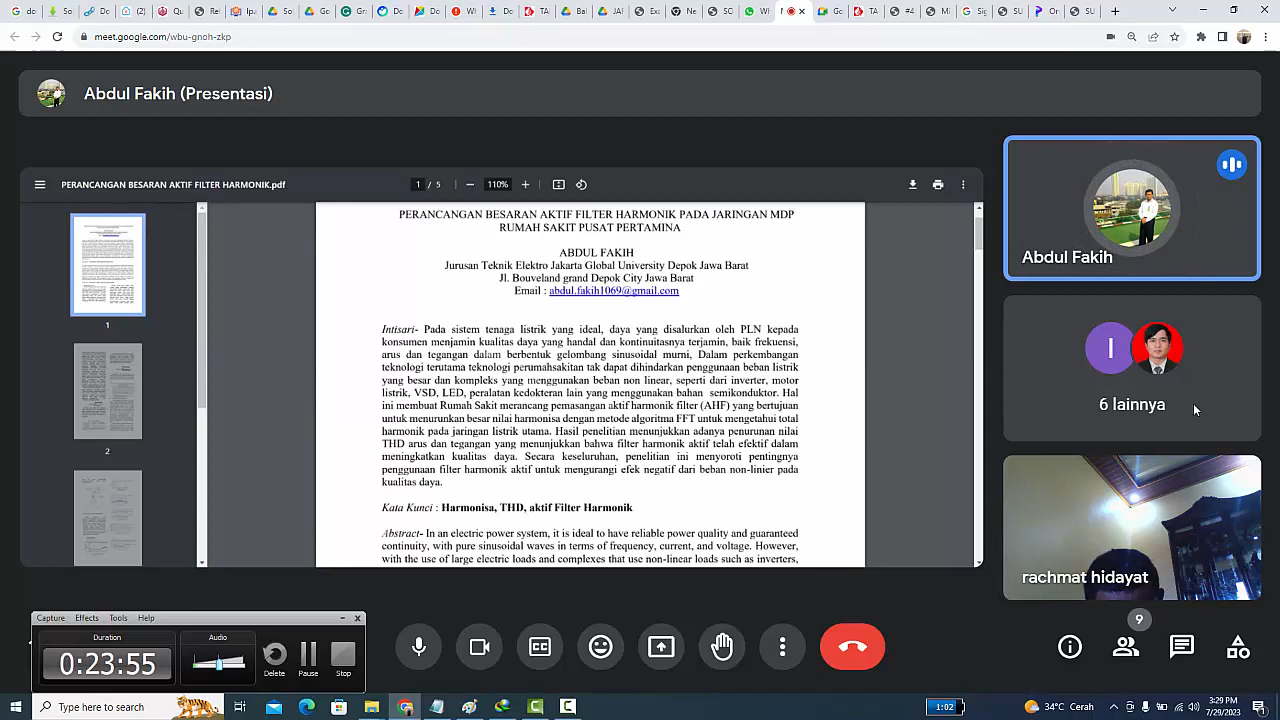 meet.google.com/wbu-gnoh-zkp
Abdul Fakih (Presentasi)
PERANCANGAN BESARAN AKTIF FILTER HARMONIK.pdf
1 / 5
110%
PERANCANGAN BESARAN AKTIF FILTER HARMONIK PADA JARINGAN MDP
RUMAH SAKIT PUSAT PERTAMINA
ABDUL FAKIH
Jurusan Teknik Elektro Jakarta Global University Depok Jawa Barat
Jl. Bouveland grand Depok City Jawa Barat
Email : abdul.fakih1069@gmail.com
Intisari- Pada sistem tenaga listrik yang ideal, daya yang disalurkan oleh PLN kepada
konsumen menjamin kualitas daya yang handal dan kontinuitasnya terjamin, baik frekuensi,
arus dan tegangan dalam berbentuk gelombang sinusoidal murni, Dalam perkembangan
teknologi terutama teknologi perumahsakitan tak dapat dihindarkan penggunaan beban listrik
yang besar dan kompleks yang menggunakan beban non linear, seperti dari inverter, motor
listrik, VSD, LED, peralatan kedokteran lain yang menggunakan bahan semikonduktor. Hal
ini membuat Rumah Sakit merancang pemasangan aktif harmonik filter (AHF) yang bertujuan
untuk menurunkan besar nilai harmonisa dengan metode algoritma FFT untuk mengetahui total
harmonik pada jaringan listrik utama. Hasil penelitian menunjukkan adanya penurunan nilai
THD arus dan tegangan yang menunjukkan bahwa filter harmonik aktif telah efektif dalam
meningkatkan kualitas daya. Secara keseluruhan, penelitian ini menyoroti pentingnya
penggunaan filter harmonik aktif untuk mengurangi efek negatif dari beban non-linier pada
kualitas daya.
Kata Kunci : Harmonisa, THD, aktif Filter Harmonik
Abstract- In an electric power system, it is ideal to have reliable power quality and guaranteed
continuity, with pure sinusoidal waves in terms of frequency, current, and voltage. However,
with the use of large electric loads and complexes that use non-linear loads such as inverters,
1
2
Abdul Fakih
I
6 lainnya
rachmat hidayat
9
Capture Effects Tools Help
Duration
Audio
0:23:55
Delete
Pause
Stop
Type here to search
1:02
34°C Cerah
3:29 PM
7/29/2023